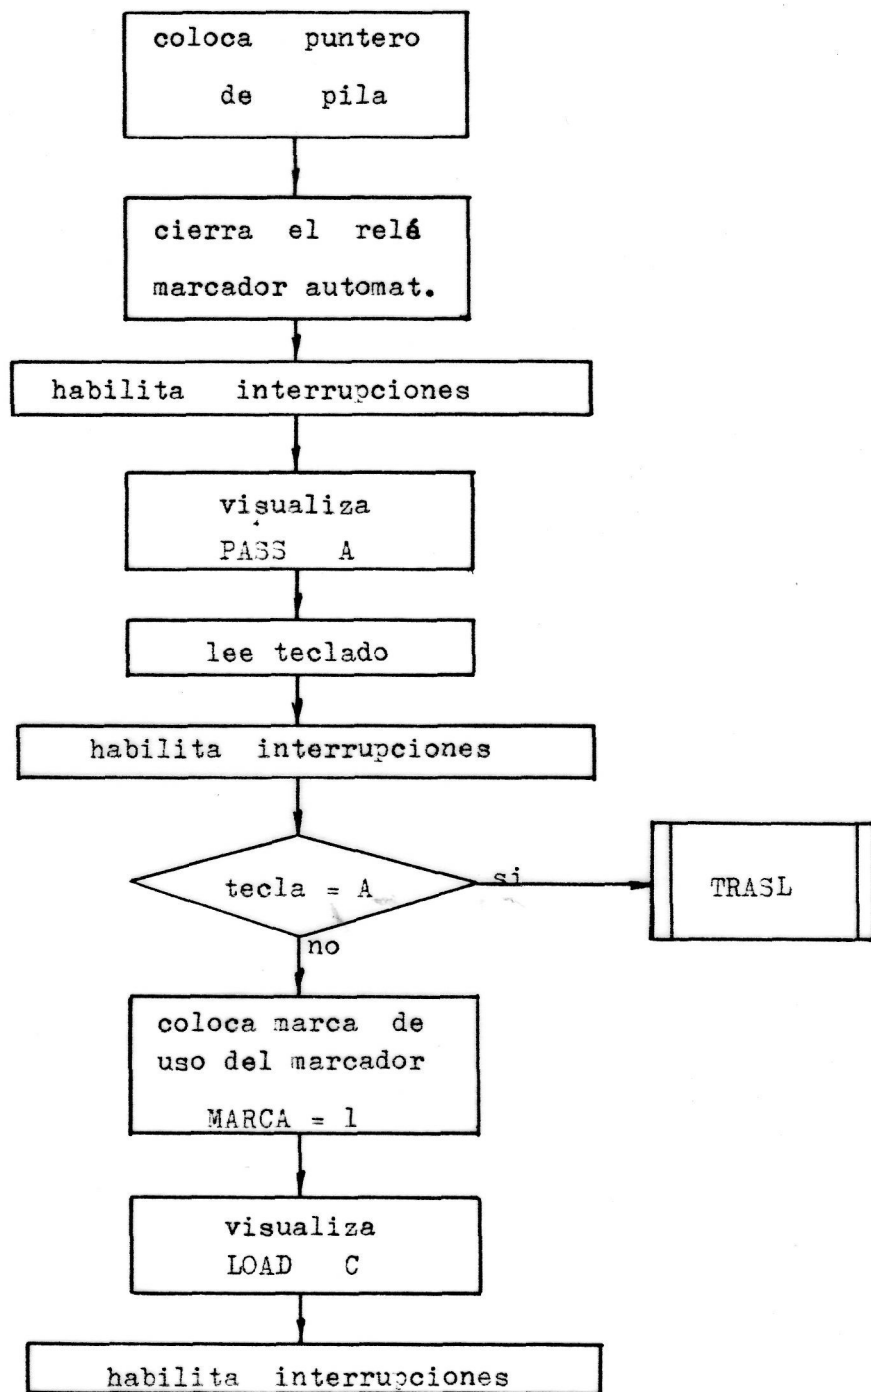 coloca puntero
de pila
cierra el relé
marcador automat.
habilita interrupciones
visualiza
PASS A
lee teclado
habilita interrupciones
tecla = A
si
TRASL
no
coloca marca de
uso del marcador
MARCA = 1
visualiza
LOAD C
habilita interrupciones